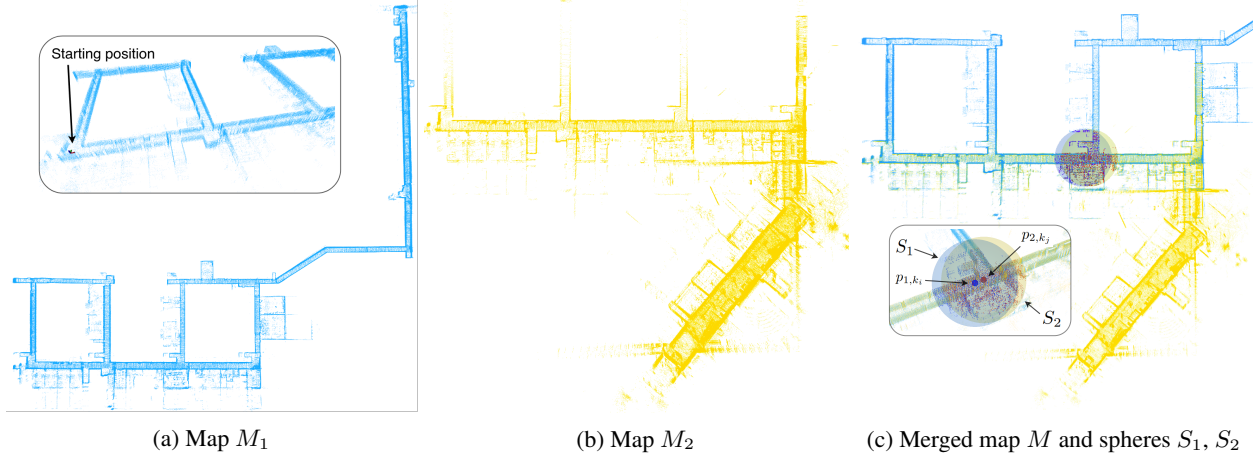 Starting position
S₁
p₂,ₖⱼ
p₁,ₖᵢ
S₂
(a) Map M₁
(b) Map M₂
(c) Merged map M and spheres S₁, S₂